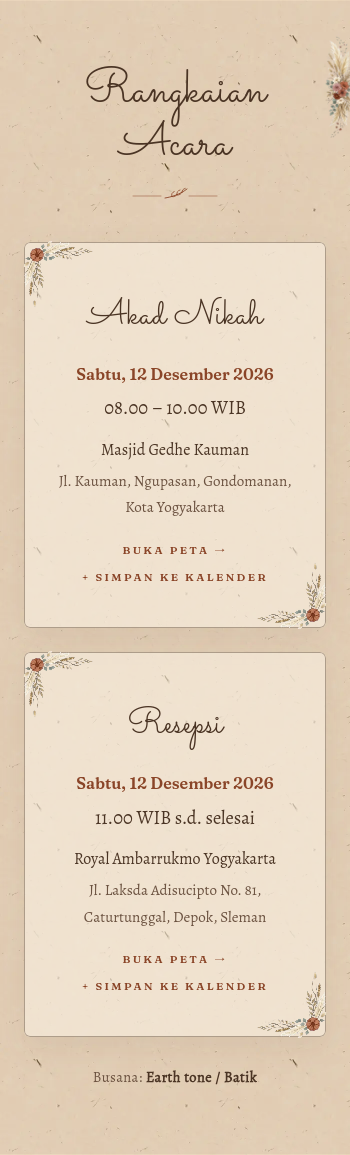 Rangkaian
Acara
Akad Nikah
Sabtu, 12 Desember 2026
08.00 – 10.00 WIB
Masjid Gedhe Kauman
Jl. Kauman, Ngupasan, Gondomanan,
Kota Yogyakarta
BUKA PETA →
+ SIMPAN KE KALENDER
Resepsi
Sabtu, 12 Desember 2026
11.00 WIB s.d. selesai
Royal Ambarrukmo Yogyakarta
Jl. Laksda Adisucipto No. 81,
Caturtunggal, Depok, Sleman
BUKA PETA →
+ SIMPAN KE KALENDER
Busana: Earth tone / Batik